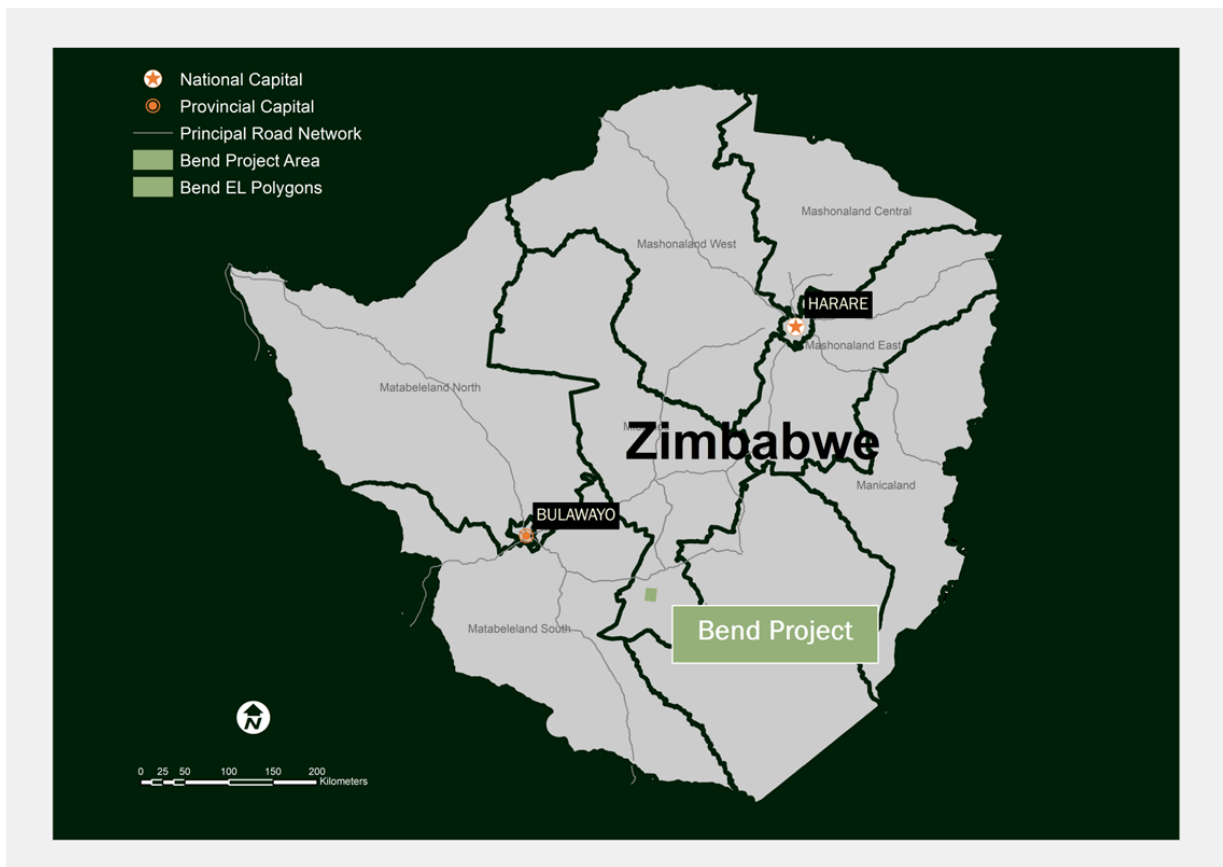 National Capital
Provincial Capital
Principal Road Network
Bend Project Area
Bend EL Polygons
Mashonaland Central
Mashonaland West
HARARE
Mashonaland East
Matabeleland North
Zimbabwe
Manicaland
BULAWAYO
Bend Project
Matabeleland South
N
0 25 50 100 150 200
Kilometers